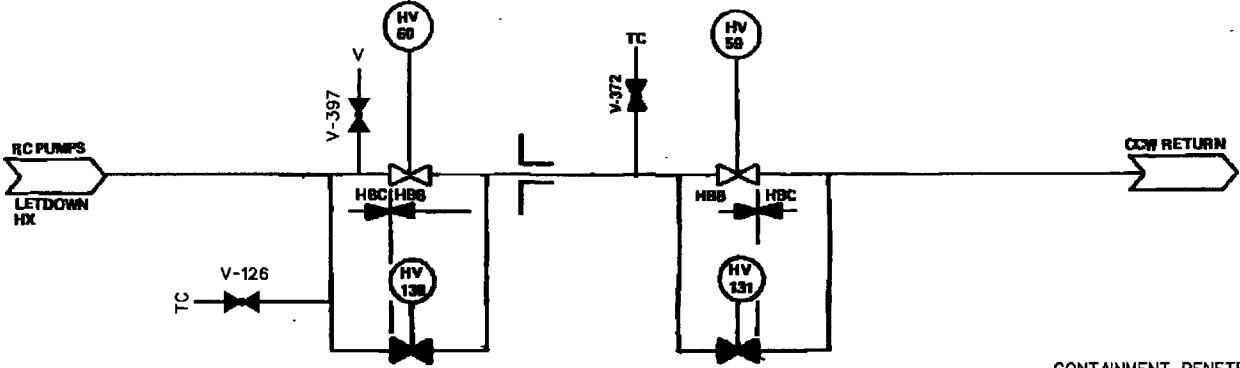 HV
60
HV
59
V
TC
V-397
V-372
RC PUMPS
LETDOWN
HX
CCW RETURN
HBC HBB
HBB HBC
V-126
TC
HV
130
HV
131